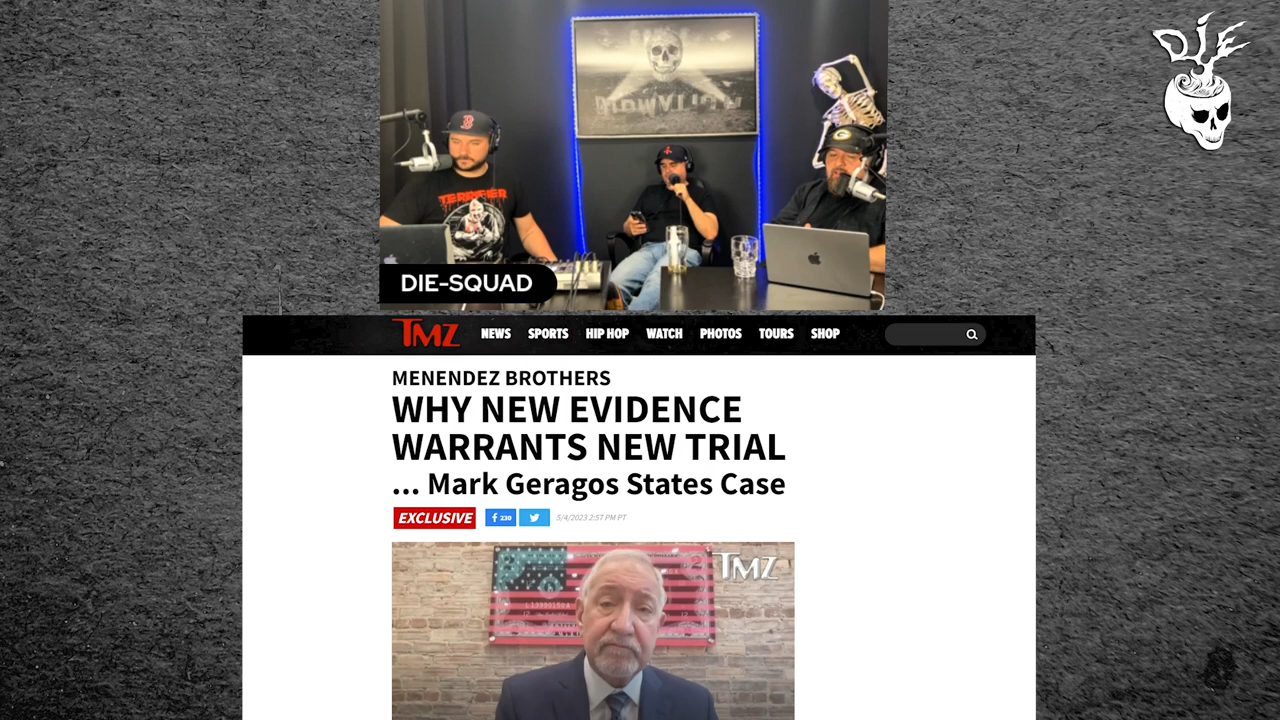 DIE
B
TERRIFIER
DIE-SQUAD
TMZ NEWS SPORTS HIP HOP WATCH PHOTOS TOURS SHOP
MENENDEZ BROTHERS
WHY NEW EVIDENCE
WARRANTS NEW TRIAL
... Mark Geragos States Case
EXCLUSIVE f 230 5/4/2023 2:57 PM PT
TMZ